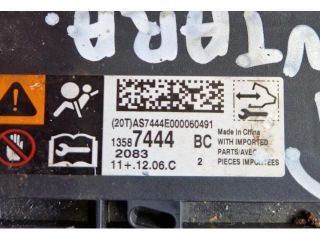 NTRA.
(20T)AS7444E000060491
1358 7444 BC
2083
11+.12.06.C 2
Made in China
WITH IMPORTED
PARTS/AVEC
PIECES IMPORTEES